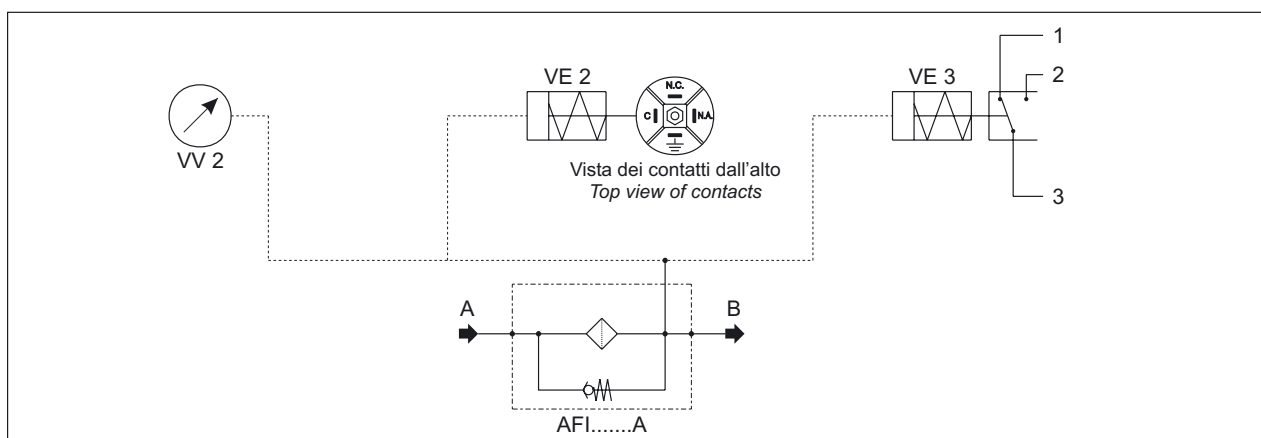 1
VE 2
VE 3
2
N.C.
C
N.A.
VV 2
Vista dei contatti dall'alto
Top view of contacts
3
A
B
AFI.......A